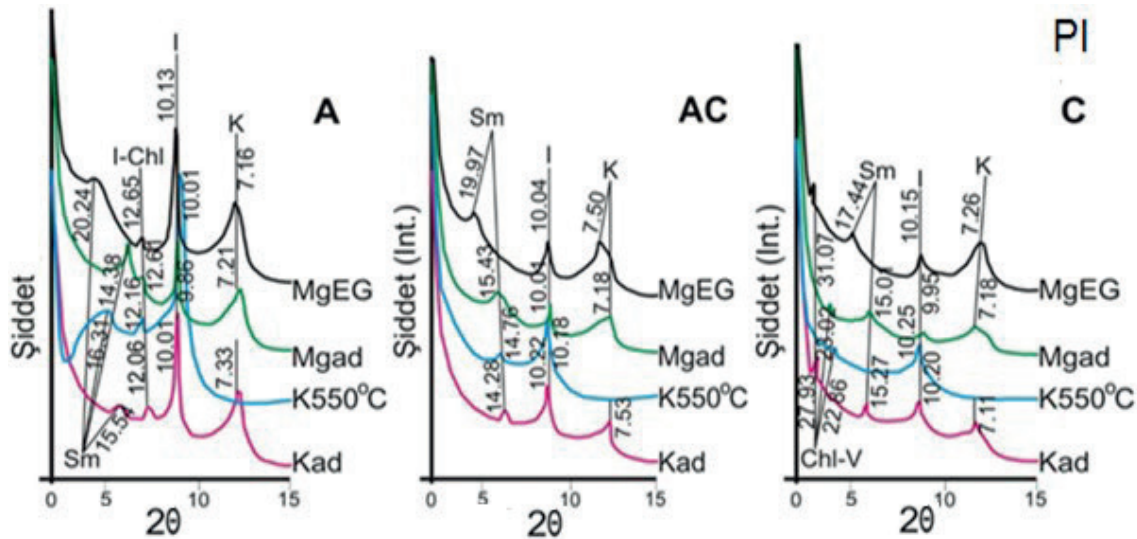 PI
A
Şiddet
I
10.13
K
7.16
I-Chl
12.65
20.24
10.01
12.61
14.38
9.86
7.21
12.16
16.31
12.06
10.01
7.33
15.54
Sm
MgEG
Mgad
K550°C
Kad
0 5 10 15
2θ
AC
Şiddet (Int.)
Sm
19.97
I
10.04
K
7.50
15.43
10.01
7.18
14.76
10.18
14.28
10.22
7.53
MgEG
Mgad
K550°C
Kad
0 5 10 15
2θ
C
Şiddet (Int.)
Sm
17.44
I
10.15
K
7.26
31.07
15.01
9.95
7.18
10.25
27.93
22.86
15.27
10.20
7.11
Chl-V
MgEG
Mgad
K550°C
Kad
0 5 10 15
2θ